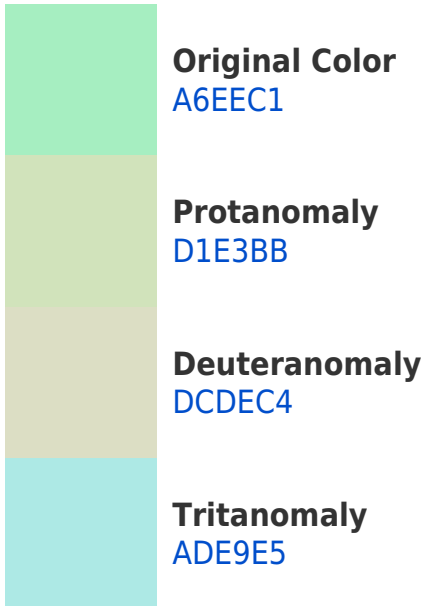 Original Color
A6EEC1
Protanomaly
D1E3BB
Deuteranomaly
DCDEC4
Tritanomaly
ADE9E5